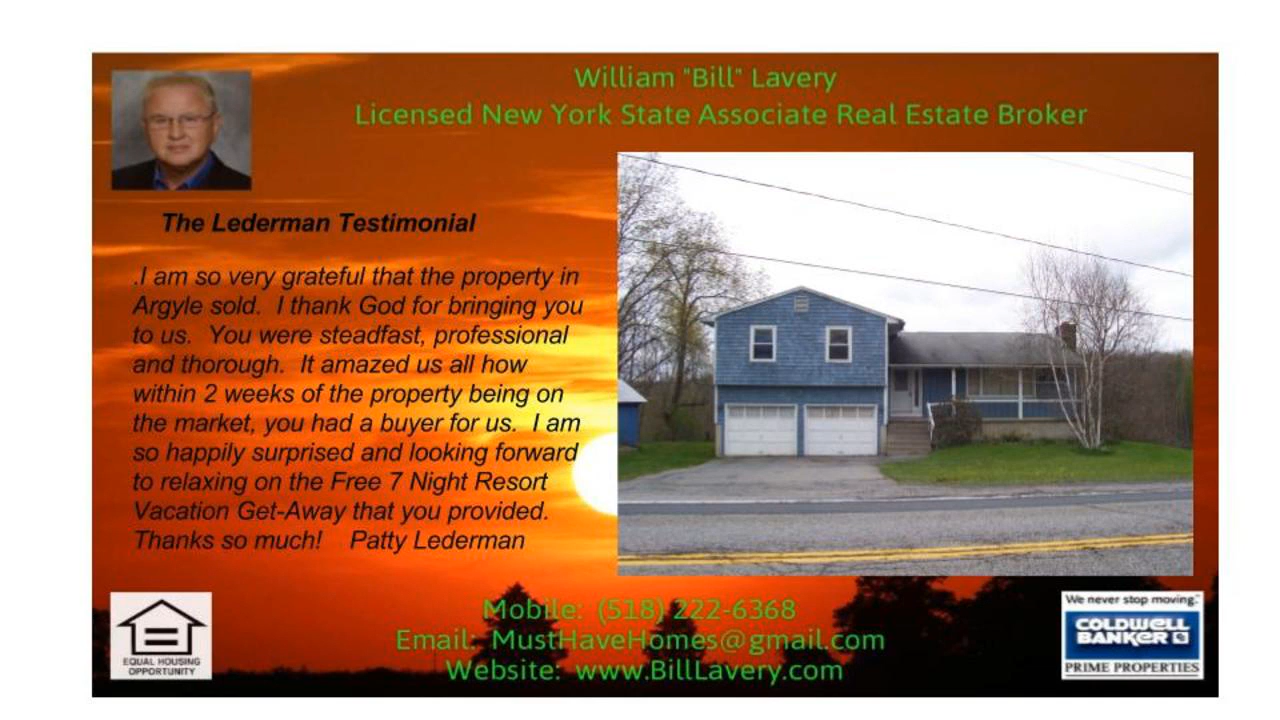 William "Bill" Lavery
Licensed New York State Associate Real Estate Broker
The Lederman Testimonial
.I am so very grateful that the property in
Argyle sold.  I thank God for bringing you
to us.  You were steadfast, professional
and thorough.  It amazed us all how
within 2 weeks of the property being on
the market, you had a buyer for us.  I am
so happily surprised and looking forward
to relaxing on the Free 7 Night Resort
Vacation Get-Away that you provided.
Thanks so much!    Patty Lederman
Mobile:  (518) 222-6368
Email:  MustHaveHomes@gmail.com
Website:  www.BillLavery.com
EQUAL HOUSING
OPPORTUNITY
We never stop moving.™
COLDWELL
BANKER
PRIME PROPERTIES